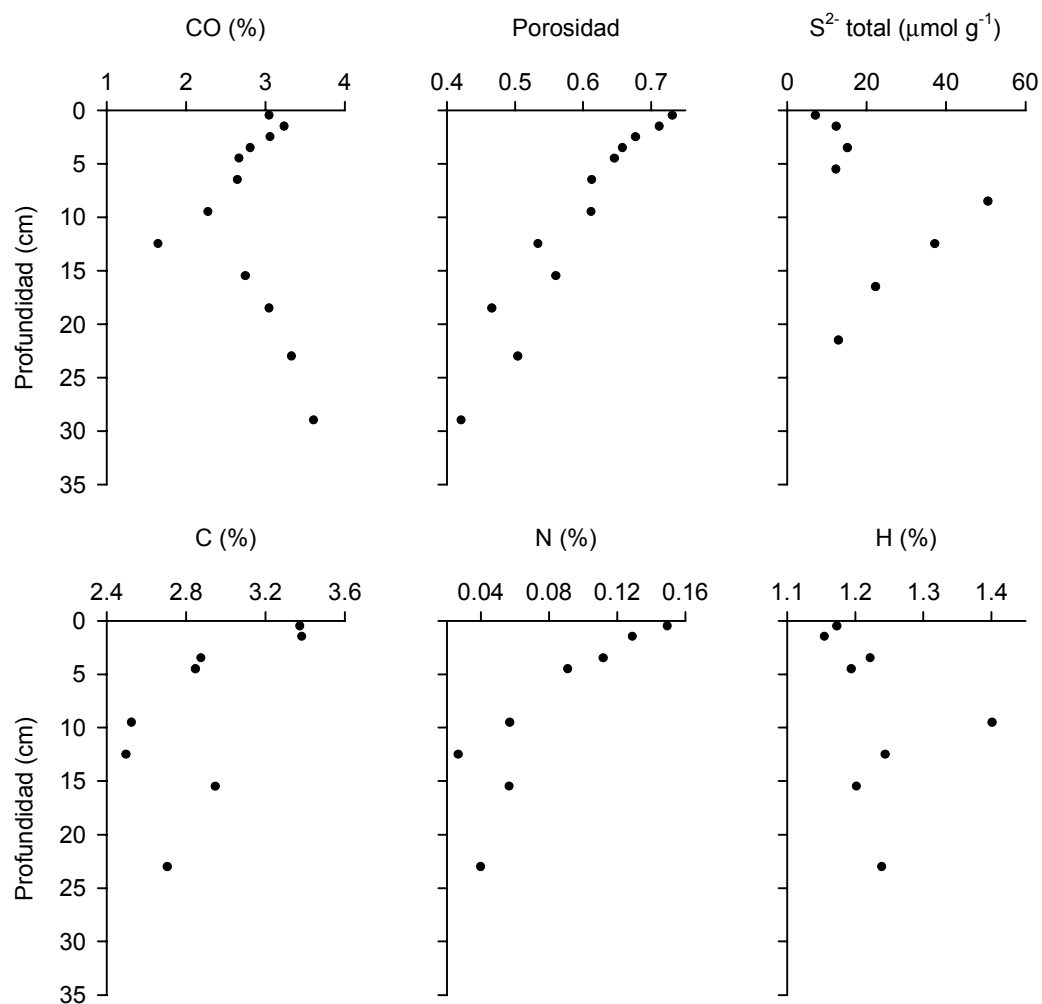 CO (%) Porosidad S²⁻ total (μmol g⁻¹)
1 2 3 4 0.4 0.5 0.6 0.7 0 20 40 60
0
5
10
15
20
25
30
35
Profundidad (cm)
C (%) N (%) H (%)
2.4 2.8 3.2 3.6 0.04 0.08 0.12 0.16 1.1 1.2 1.3 1.4
0
5
10
15
20
25
30
35
Profundidad (cm)